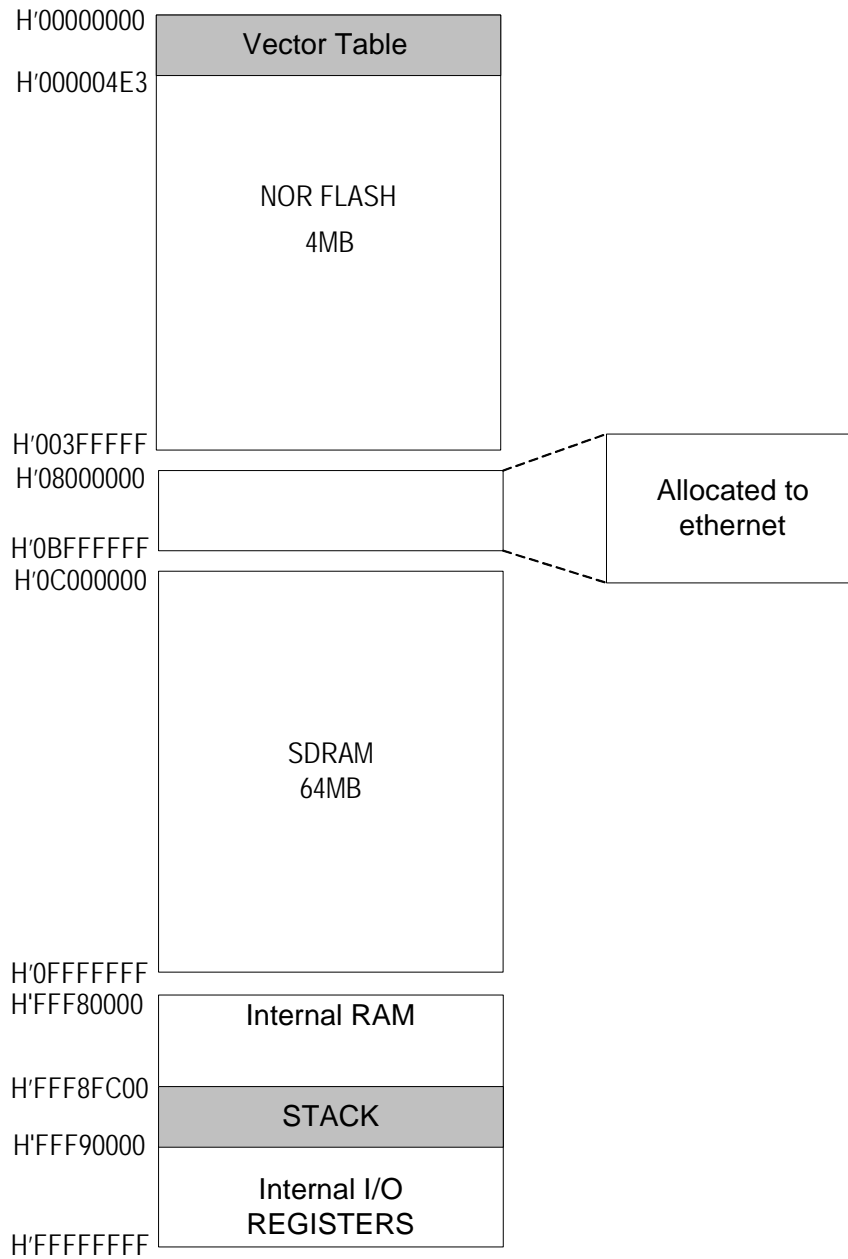 H'00000000
Vector Table
H'000004E3
NOR FLASH
4MB
H'003FFFFF
H'08000000
Allocated to
ethernet
H'0BFFFFFF
H'0C000000
SDRAM
64MB
H'0FFFFFFF
H'FFF80000
Internal RAM
H'FFF8FC00
STACK
H'FFF90000
Internal I/O
REGISTERS
H'FFFFFFFF